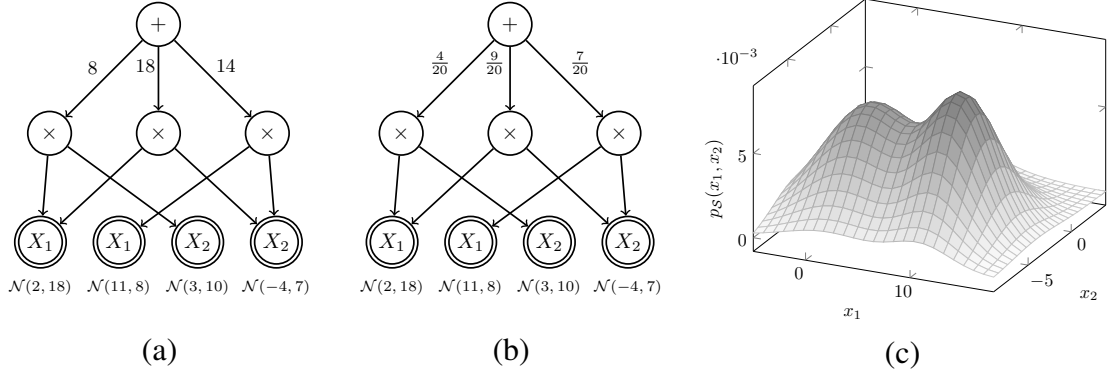 +
8 18 14
× × ×
X₁ X₁ X₂ X₂
𝒩(2, 18) 𝒩(11, 8) 𝒩(3, 10) 𝒩(−4, 7)
(a)
+
4/20 9/20 7/20
× × ×
X₁ X₁ X₂ X₂
𝒩(2, 18) 𝒩(11, 8) 𝒩(3, 10) 𝒩(−4, 7)
(b)
·10⁻³
5
0
p_𝒮(x₁, x₂)
0
10
x₁
−5
0
x₂
(c)